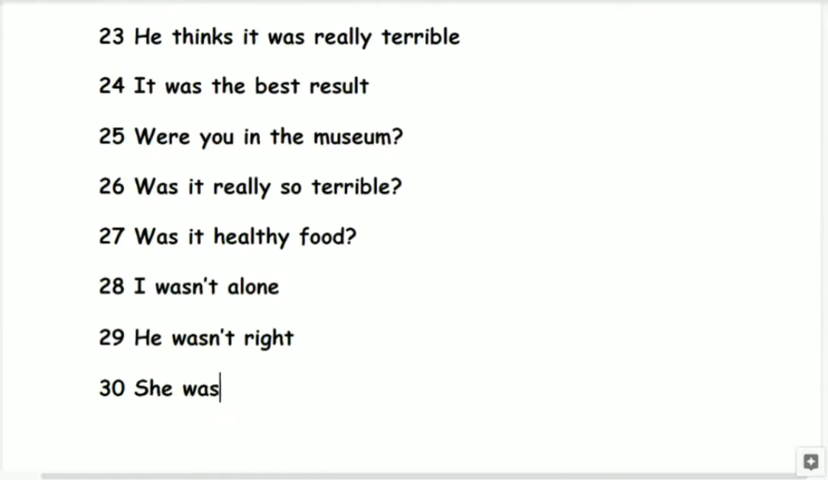 23 He thinks it was really terrible
24 It was the best result
25 Were you in the museum?
26 Was it really so terrible?
27 Was it healthy food?
28 I wasn't alone
29 He wasn't right
30 She was